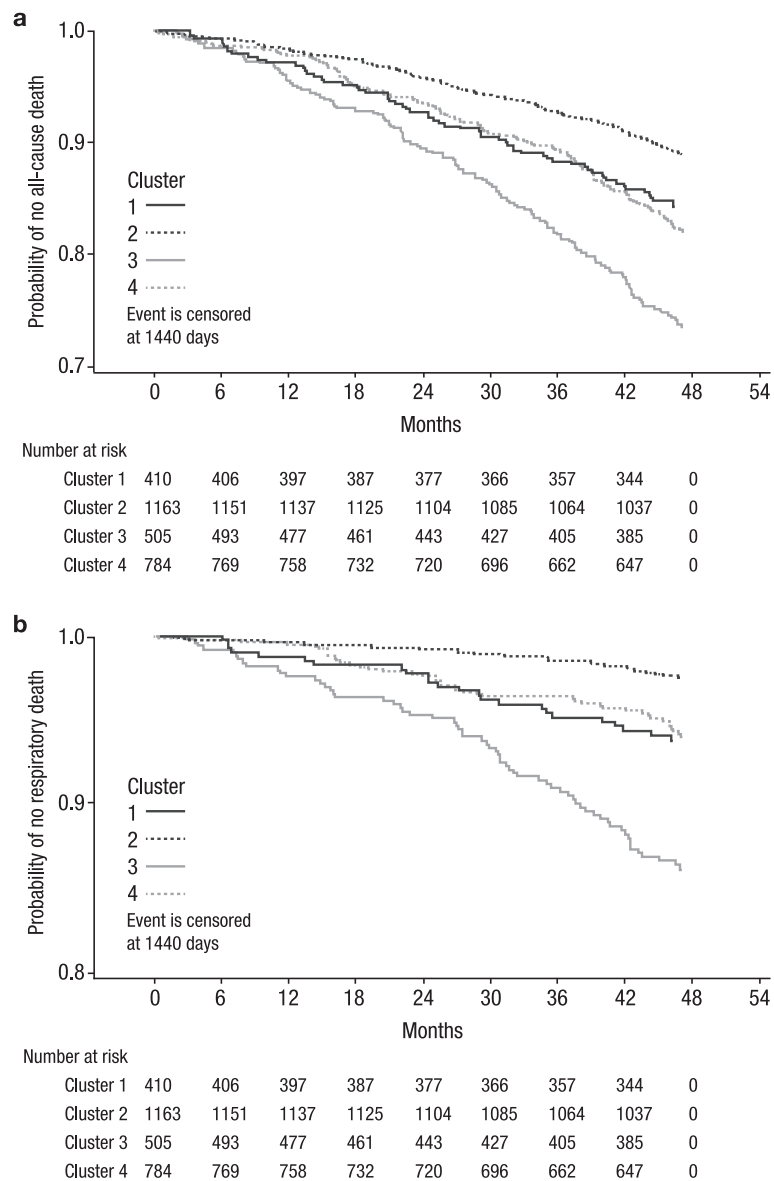 a
1.0
0.9
0.8
0.7
Probability of no all-cause death
Cluster
1
2
3
4
Event is censored
at 1440 days
0 6 12 18 24 30 36 42 48 54
Months
Number at risk
Cluster 1 410 406 397 387 377 366 357 344 0
Cluster 2 1163 1151 1137 1125 1104 1085 1064 1037 0
Cluster 3 505 493 477 461 443 427 405 385 0
Cluster 4 784 769 758 732 720 696 662 647 0
b
1.0
0.9
0.8
Probability of no respiratory death
Cluster
1
2
3
4
Event is censored
at 1440 days
0 6 12 18 24 30 36 42 48 54
Months
Number at risk
Cluster 1 410 406 397 387 377 366 357 344 0
Cluster 2 1163 1151 1137 1125 1104 1085 1064 1037 0
Cluster 3 505 493 477 461 443 427 405 385 0
Cluster 4 784 769 758 732 720 696 662 647 0